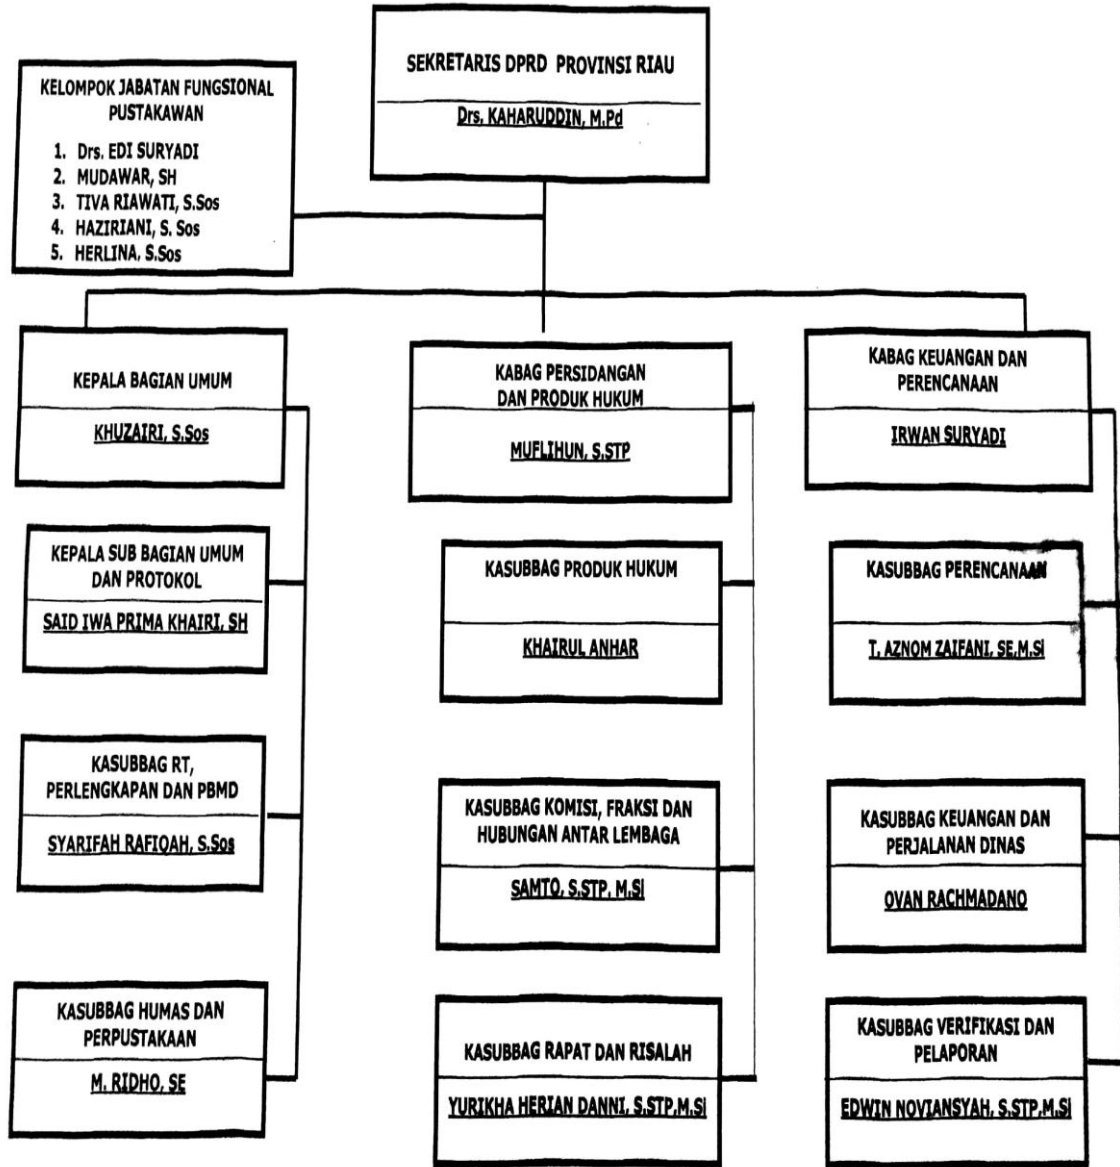 SEKRETARIS DPRD PROVINSI RIAU
Drs. KAHARUDDIN, M.Pd
KELOMPOK JABATAN FUNGSIONAL
PUSTAKAWAN
1. Drs. EDI SURYADI
2. MUDAWAR, SH
3. TIVA RIAWATI, S.Sos
4. HAZIRIANI, S. Sos
5. HERLINA, S.Sos
KEPALA BAGIAN UMUM
KHUZAIRI, S.Sos
KEPALA SUB BAGIAN UMUM
DAN PROTOKOL
SAID IWA PRIMA KHAIRI, SH
KASUBBAG RT,
PERLENGKAPAN DAN PBMD
SYARIFAH RAFIQAH, S.Sos
KASUBBAG HUMAS DAN
PERPUSTAKAAN
M. RIDHO, SE
KABAG PERSIDANGAN
DAN PRODUK HUKUM
MUFLIHUN, S.STP
KASUBBAG PRODUK HUKUM
KHAIRUL ANHAR
KASUBBAG KOMISI, FRAKSI DAN
HUBUNGAN ANTAR LEMBAGA
SAMTO, S.STP, M.Si
KASUBBAG RAPAT DAN RISALAH
YURIKHA HERIAN DANNI, S.STP,M.Si
KABAG KEUANGAN DAN
PERENCANAAN
IRWAN SURYADI
KASUBBAG PERENCANAAN
T. AZNOM ZAIFANI, SE,M.Si
KASUBBAG KEUANGAN DAN
PERJALANAN DINAS
OVAN RACHMADANO
KASUBBAG VERIFIKASI DAN
PELAPORAN
EDWIN NOVIANSYAH, S.STP,M.Si